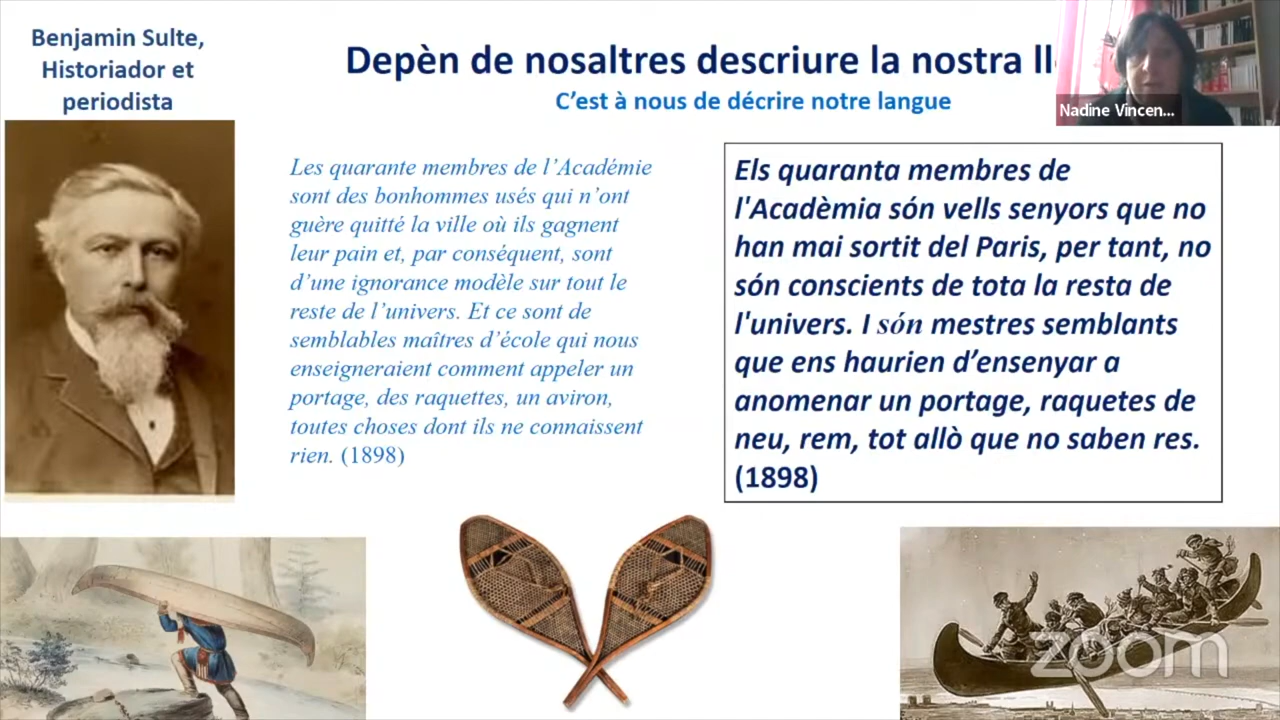 Benjamin Sulte,
Historiador et
periodista
Depèn de nosaltres descriure la nostra
C’est à nous de décrire notre langue
Nadine Vincen...
Les quarante membres de l’Académie
sont des bonhommes usés qui n’ont
guère quitté la ville où ils gagnent
leur pain et, par conséquent, sont
d’une ignorance modèle sur tout le
reste de l’univers. Et ce sont de
semblables maîtres d’école qui nous
enseigneraient comment appeler un
portage, des raquettes, un aviron,
toutes choses dont ils ne connaissent
rien. (1898)
Els quaranta membres de
l'Acadèmia són vells senyors que no
han mai sortit del Paris, per tant, no
són conscients de tota la resta de
l'univers. I són mestres semblants
que ens haurien d’ensenyar a
anomenar un portage, raquetes de
neu, rem, tot allò que no saben res.
(1898)
zoom